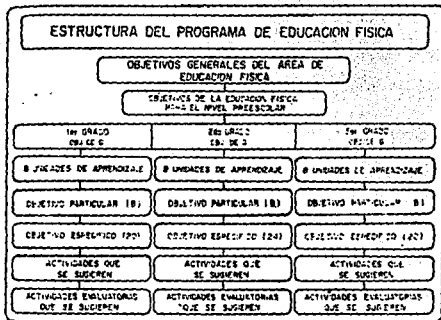 ESTRUCTURA DEL PROGRAMA DE EDUCACION FISICA
OBJETIVOS GENERALES DEL AREA DE
EDUCACION FISICA
OBJETIVOS DE LA EDUCACION FISICA
PARA EL NIVEL PREESCOLAR
1er GRADO
2do GRADO
3er GRADO
8 UNIDADES DE APRENDIZAJE
8 UNIDADES DE APRENDIZAJE
8 UNIDADES DE APRENDIZAJE
OBJETIVO PARTICULAR (8)
OBJETIVO PARTICULAR (8)
OBJETIVO PARTICULAR
OBJETIVO ESPECIFICO
OBJETIVO ESPECIFICO (24)
OBJETIVO ESPECIFICO
ACTIVIDADES QUE
SE SUGIEREN
ACTIVIDADES QUE
SE SUGIEREN
ACTIVIDADES QUE
SE SUGIEREN
ACTIVIDADES EVALUATORIAS
QUE SE SUGIEREN
ACTIVIDADES EVALUATORIAS
QUE SE SUGIEREN
ACTIVIDADES EVALUATORIAS
QUE SE SUGIEREN